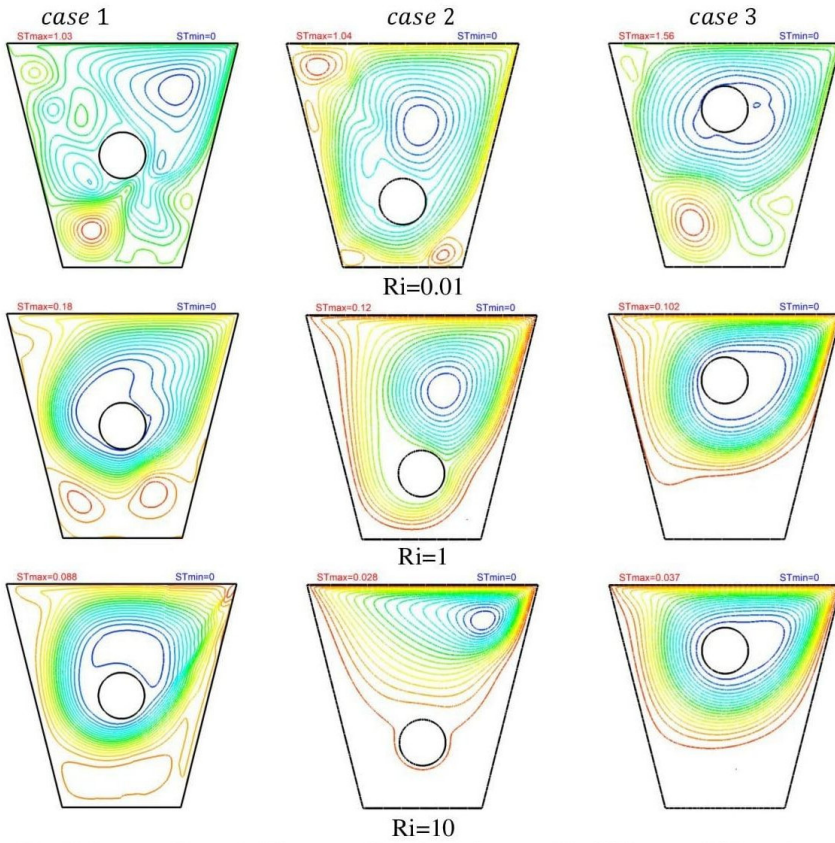 case 1 case 2 case 3
STmax=1.03 STmin=0 STmax=1.04 STmin=0 STmax=1.56 STmin=0
Ri=0.01
STmax=0.18 STmin=0 STmax=0.12 STmin=0 STmax=0.102 STmin=0
Ri=1
STmax=0.088 STmin=0 STmax=0.028 STmin=0 STmax=0.037 STmin=0
Ri=10